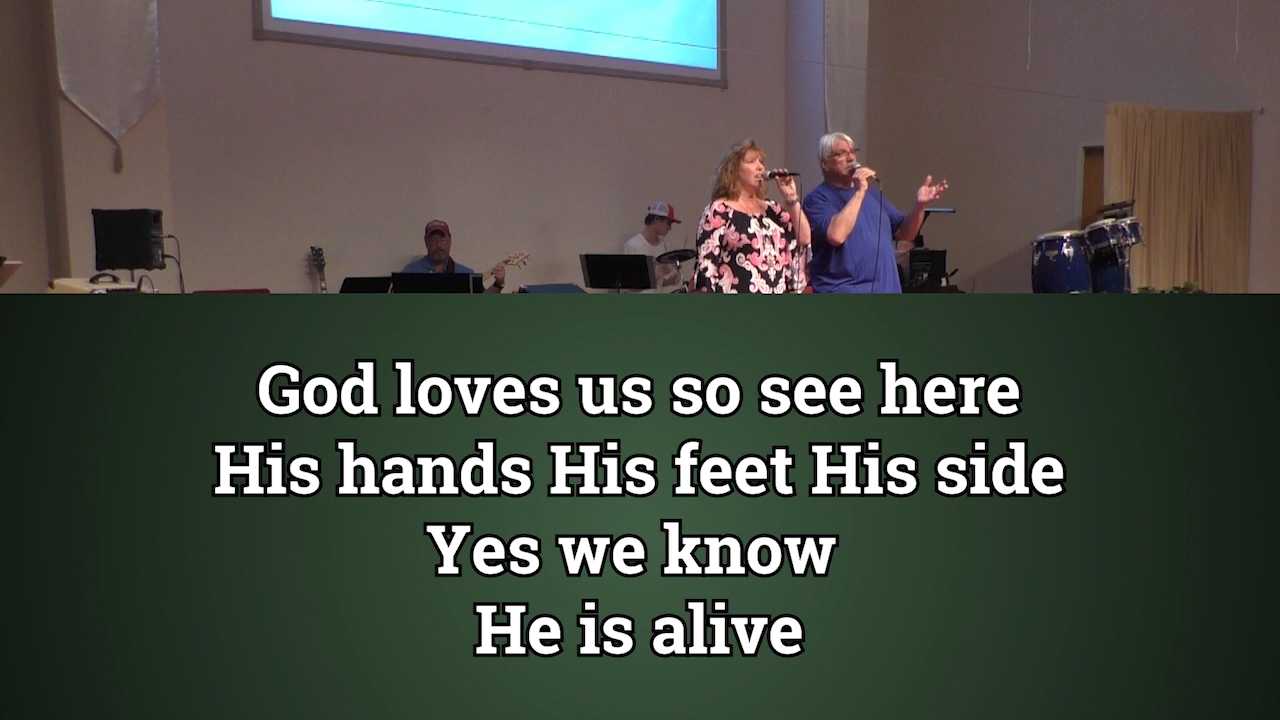 God loves us so see here
His hands His feet His side
Yes we know
He is alive